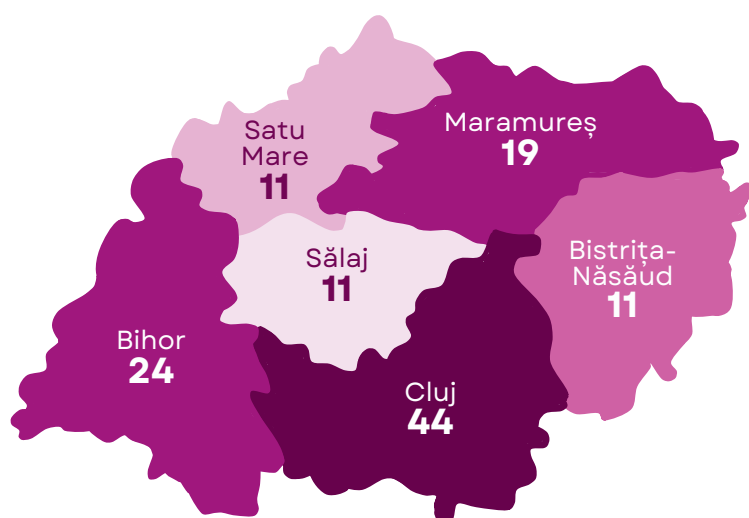 Satu
Mare
11
Maramureș
19
Sălaj
11
Bistrița-
Năsăud
11
Bihor
24
Cluj
44